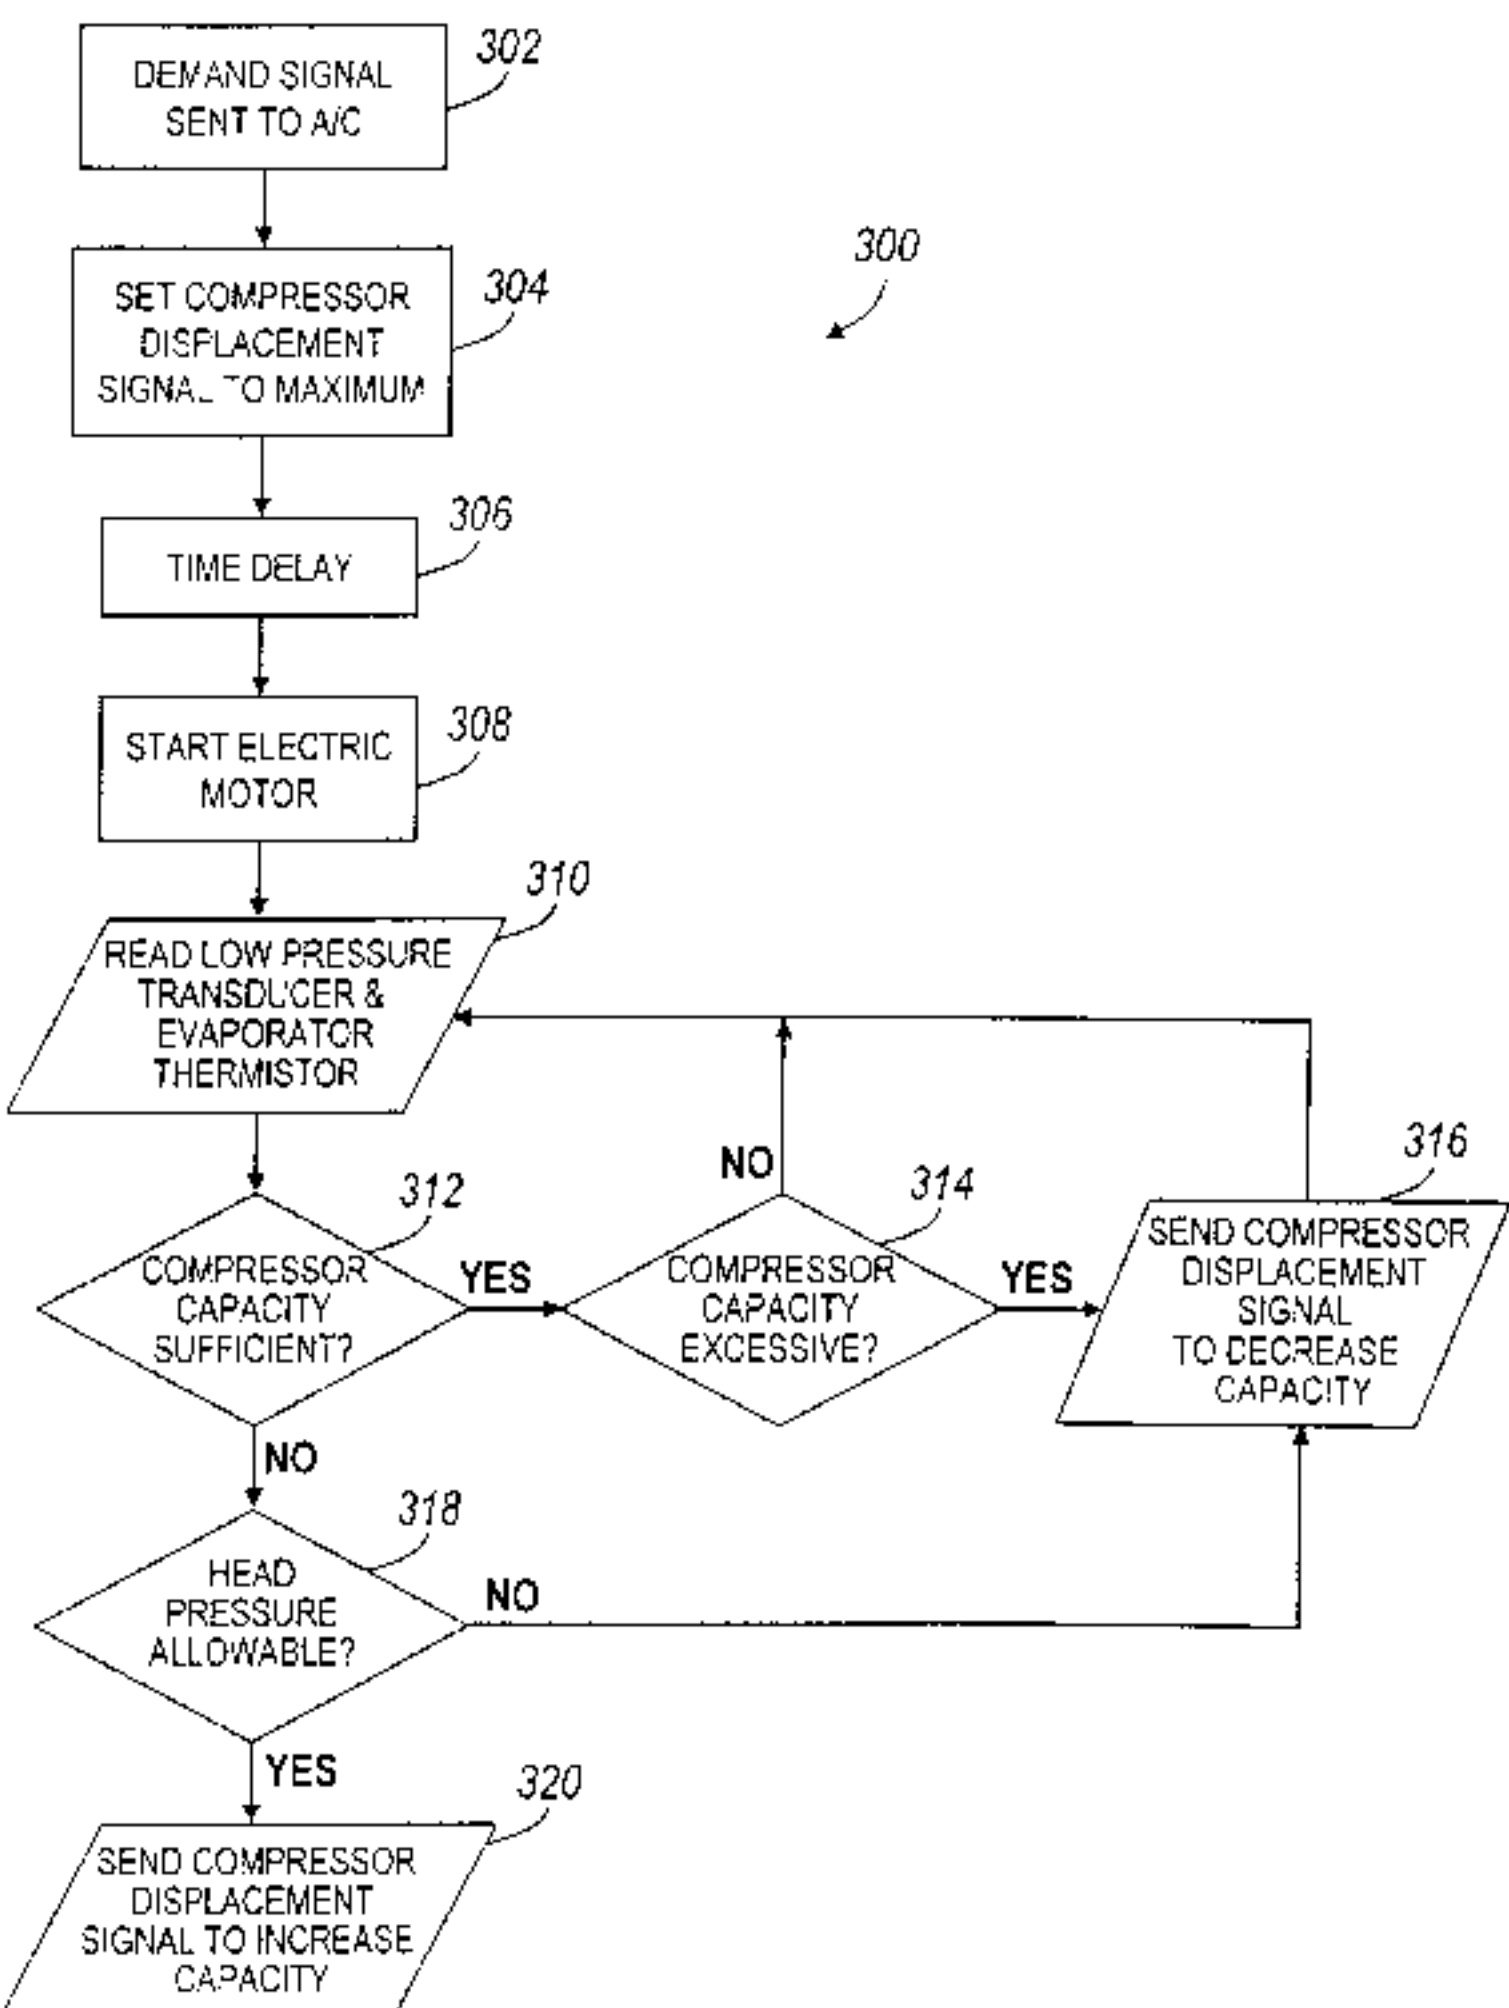 302
DEMAND SIGNAL
SENT TO A/C
300
304
SET COMPRESSOR
DISPLACEMENT
SIGNAL TO MAXIMUM
306
TIME DELAY
308
START ELECTRIC
MOTOR
310
READ LOW PRESSURE
TRANSDUCER &
EVAPORATOR
THERMISTOR
312
COMPRESSOR
CAPACITY
SUFFICIENT?
YES
NO
314
COMPRESSOR
CAPACITY
EXCESSIVE?
NO
YES
316
SEND COMPRESSOR
DISPLACEMENT
SIGNAL
TO DECREASE
CAPACITY
318
HEAD
PRESSURE
ALLOWABLE?
NO
YES
320
SEND COMPRESSOR
DISPLACEMENT
SIGNAL TO INCREASE
CAPACITY